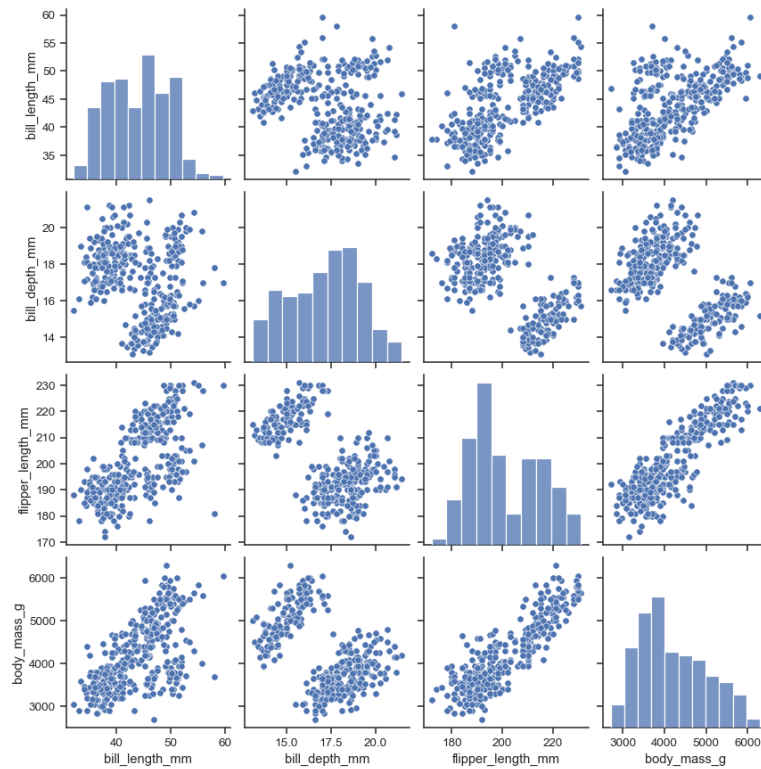 60
55
50
45
40
35
bill_length_mm
20
18
16
14
bill_depth_mm
230
220
210
200
190
180
170
flipper_length_mm
6000
5000
4000
3000
body_mass_g
40 50 60
15.0 17.5 20.0
180 200 220
3000 4000 5000 6000
bill_length_mm bill_depth_mm flipper_length_mm body_mass_g